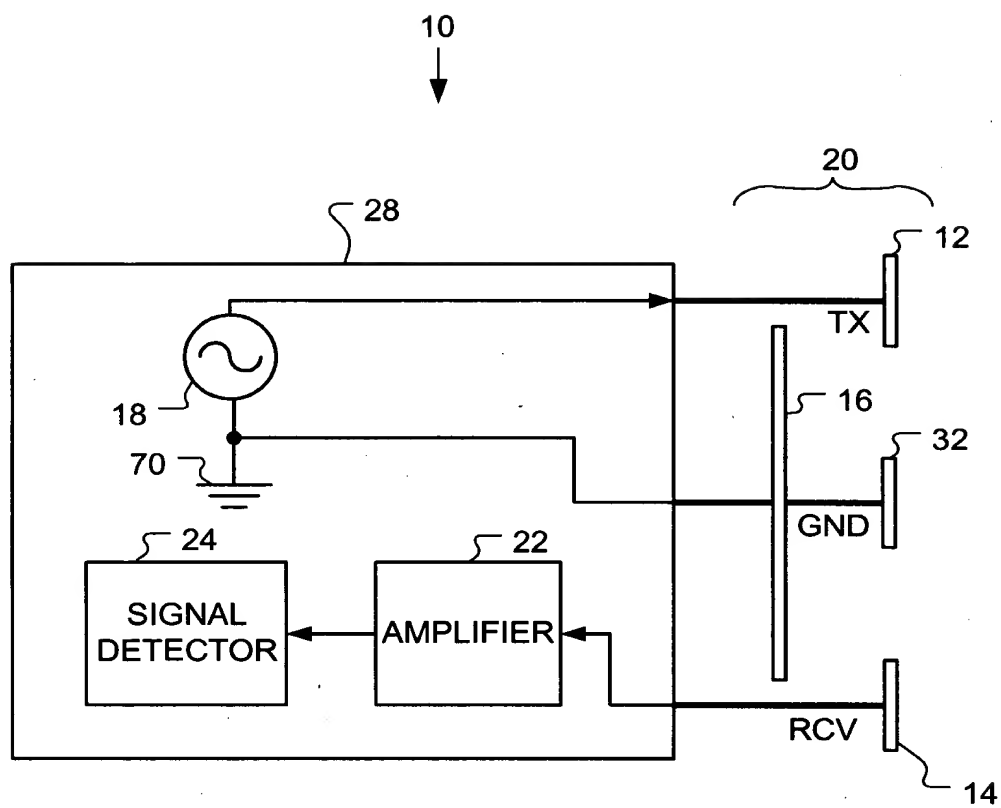 10
20
28
12
TX
18
16
32
70
GND
24
22
SIGNAL
DETECTOR
AMPLIFIER
RCV
14